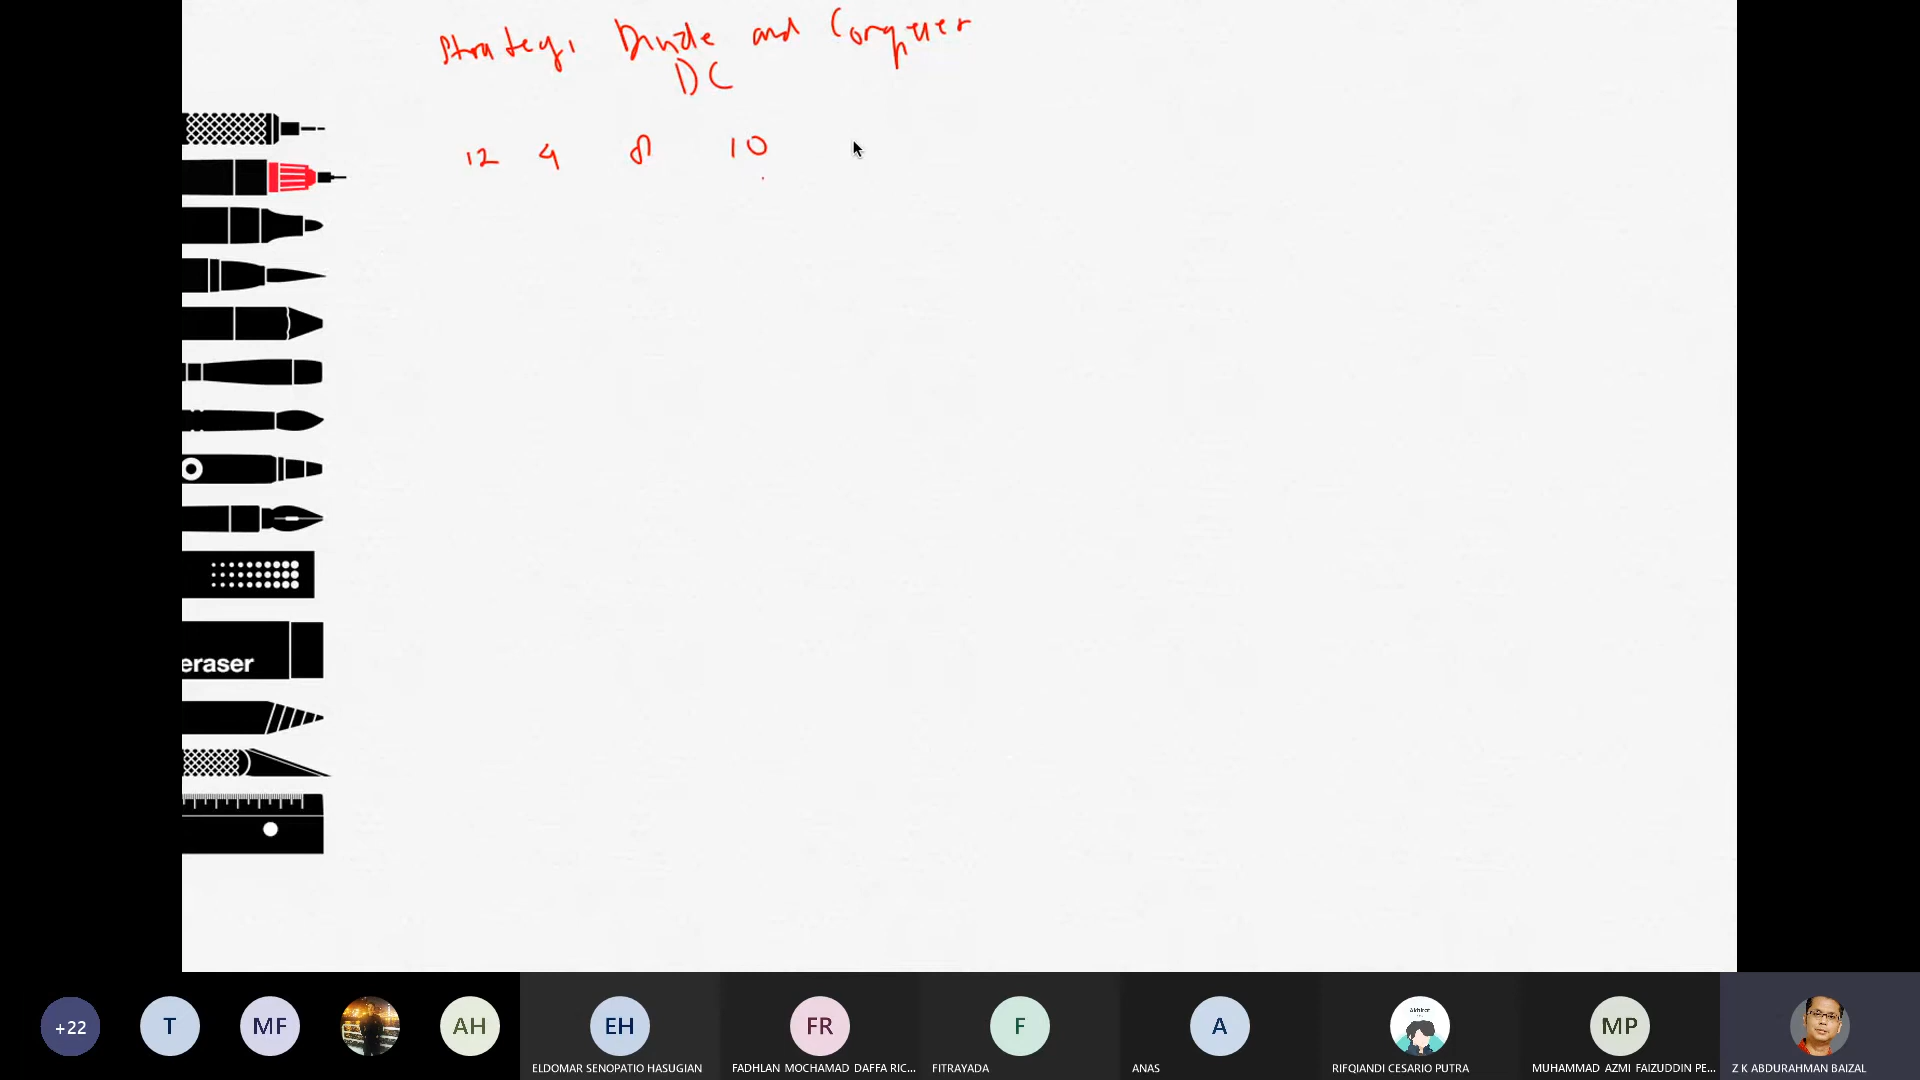 Strategi Divide and Conquer
DC
12 4 8 10
eraser
+22 T MF AH EH FR F A MP
ELDOMAR SENOPATIO HASUGIAN FADHLAN MOCHAMAD DAFFA RIC... FITRAYADA ANAS RIFQIANDI CESARIO PUTRA MUHAMMAD AZMI FAIZUDDIN PE... Z K ABDURAHMAN BAIZAL